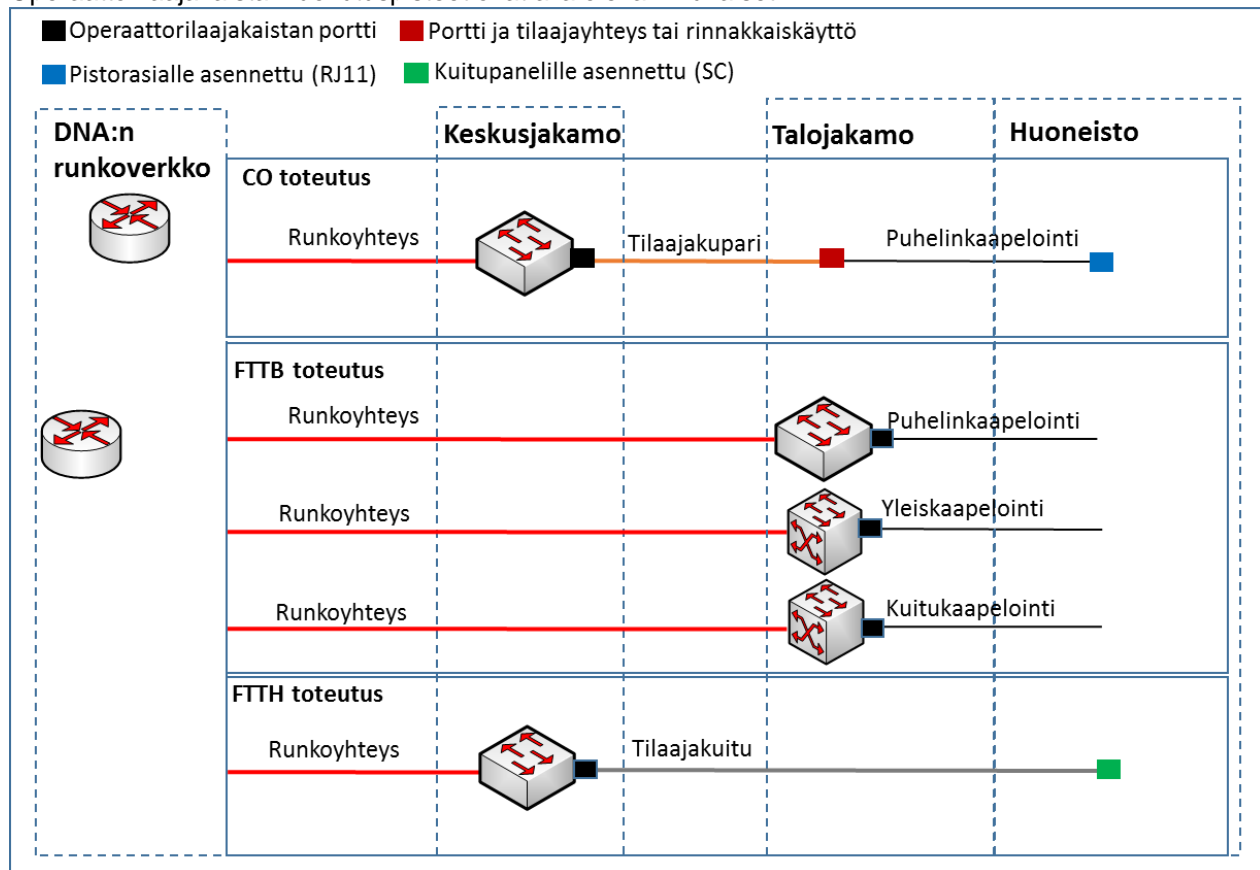 Operaattorilaajakaistan portti
Portti ja tilaajayhteys tai rinnakkaiskäyttö
Pistorasialle asennettu (RJ11)
Kuitupanelille asennettu (SC)
DNA:n
runkoverkko
Keskusjakamo
Talojakamo
Huoneisto
CO toteutus
Runkoyhteys
Tilaajakupari
Puhelinkaapelointi
FTTB toteutus
Runkoyhteys
Puhelinkaapelointi
Runkoyhteys
Yleiskaapelointi
Runkoyhteys
Kuitukaapelointi
FTTH toteutus
Runkoyhteys
Tilaajakuitu